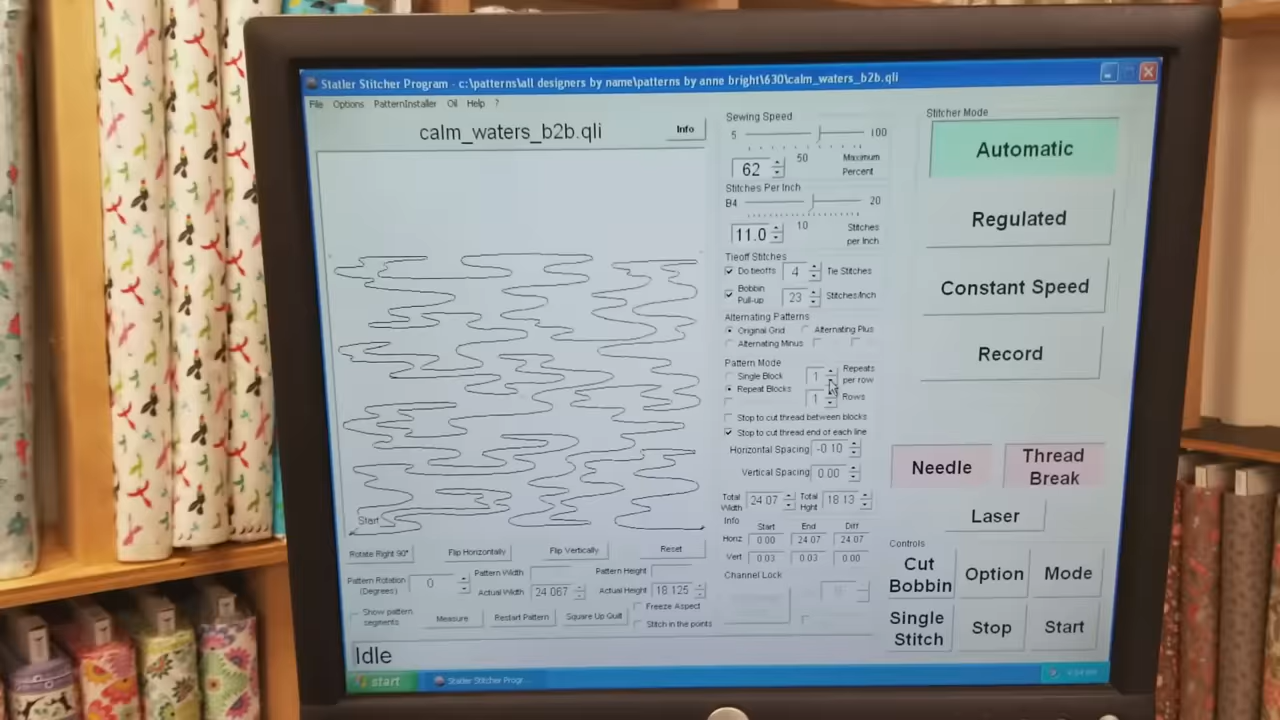 Statler Stitcher Program - c:\patterns\all designers by name\patterns by anne bright\630\calm_waters_b2b.qli
File Options PatternInstaller Oil Help ?
calm_waters_b2b.qli
Info
Start
Rotate Right 90°
Flip Horizontally
Flip Vertically
Reset
Pattern Rotation (Degrees) 0
Pattern Width
Pattern Height
Actual Width 24.067
Actual Height 18.125
Show pattern segments
Measure
Restart Pattern
Square Up Quilt
Freeze Aspect
Stitch in the points
Sewing Speed
5 100
50
62
Maximum Percent
Stitches Per Inch
B4 20
10
11.0
Stitches per Inch
Tieoff Stitches
Do tieoffs 4 Tie Stitches
Bobbin Pull-up 23 Stitches/Inch
Alternating Patterns
Original Grid
Alternating Plus
Alternating Minus
Pattern Mode
Single Block
Repeat Blocks
1 Repeats per row
1 Rows
Stop to cut thread between blocks
Stop to cut thread end of each line
Horizontal Spacing -0.10
Vertical Spacing 0.00
Total Width 24.07 Total Hght 18.13
Info
Start End Diff
Horiz 0.00 24.07 24.07
Vert 0.03 0.03 0.00
Channel Lock
Stitcher Mode
Automatic
Regulated
Constant Speed
Record
Needle
Thread Break
Laser
Controls
Cut Bobbin
Option
Mode
Single Stitch
Stop
Start
Idle
start
Statler Stitcher Progr...